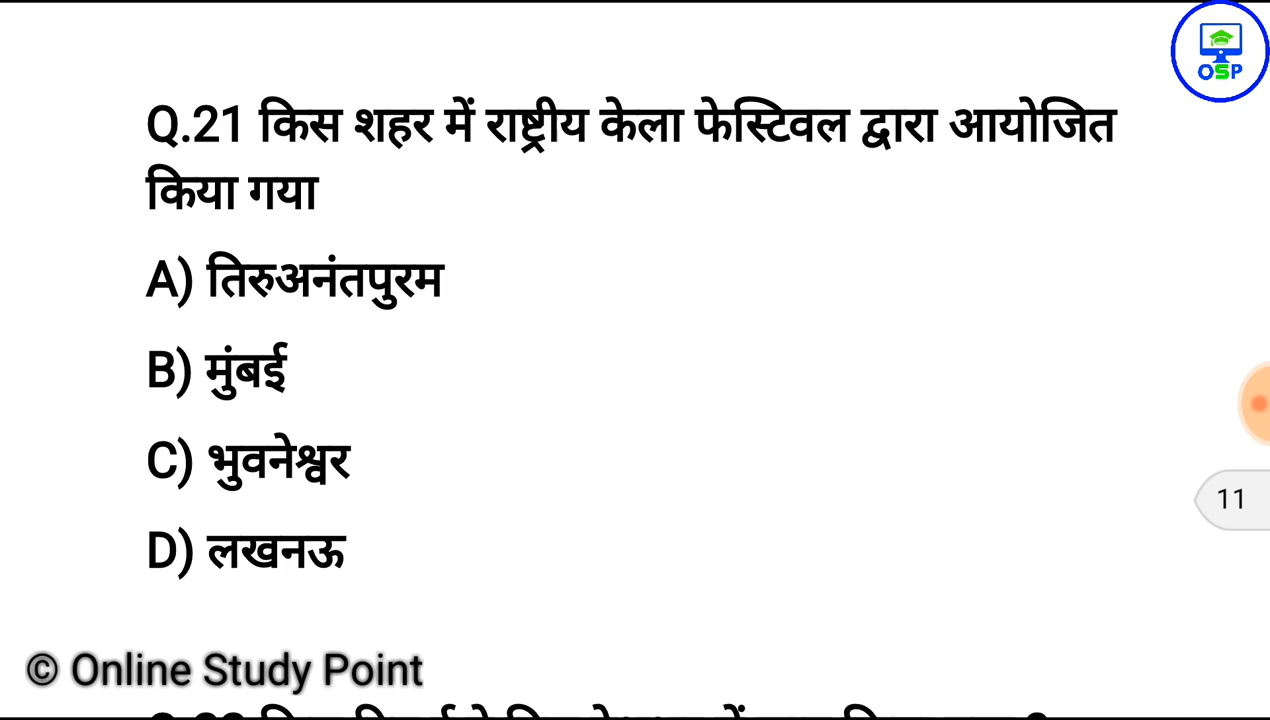 OSP
Q.21 किस शहर में राष्ट्रीय केला फेस्टिवल द्वारा आयोजित
किया गया
A) तिरुअनंतपुरम
B) मुंबई
C) भुवनेश्वर
11
D) लखनऊ
© Online Study Point